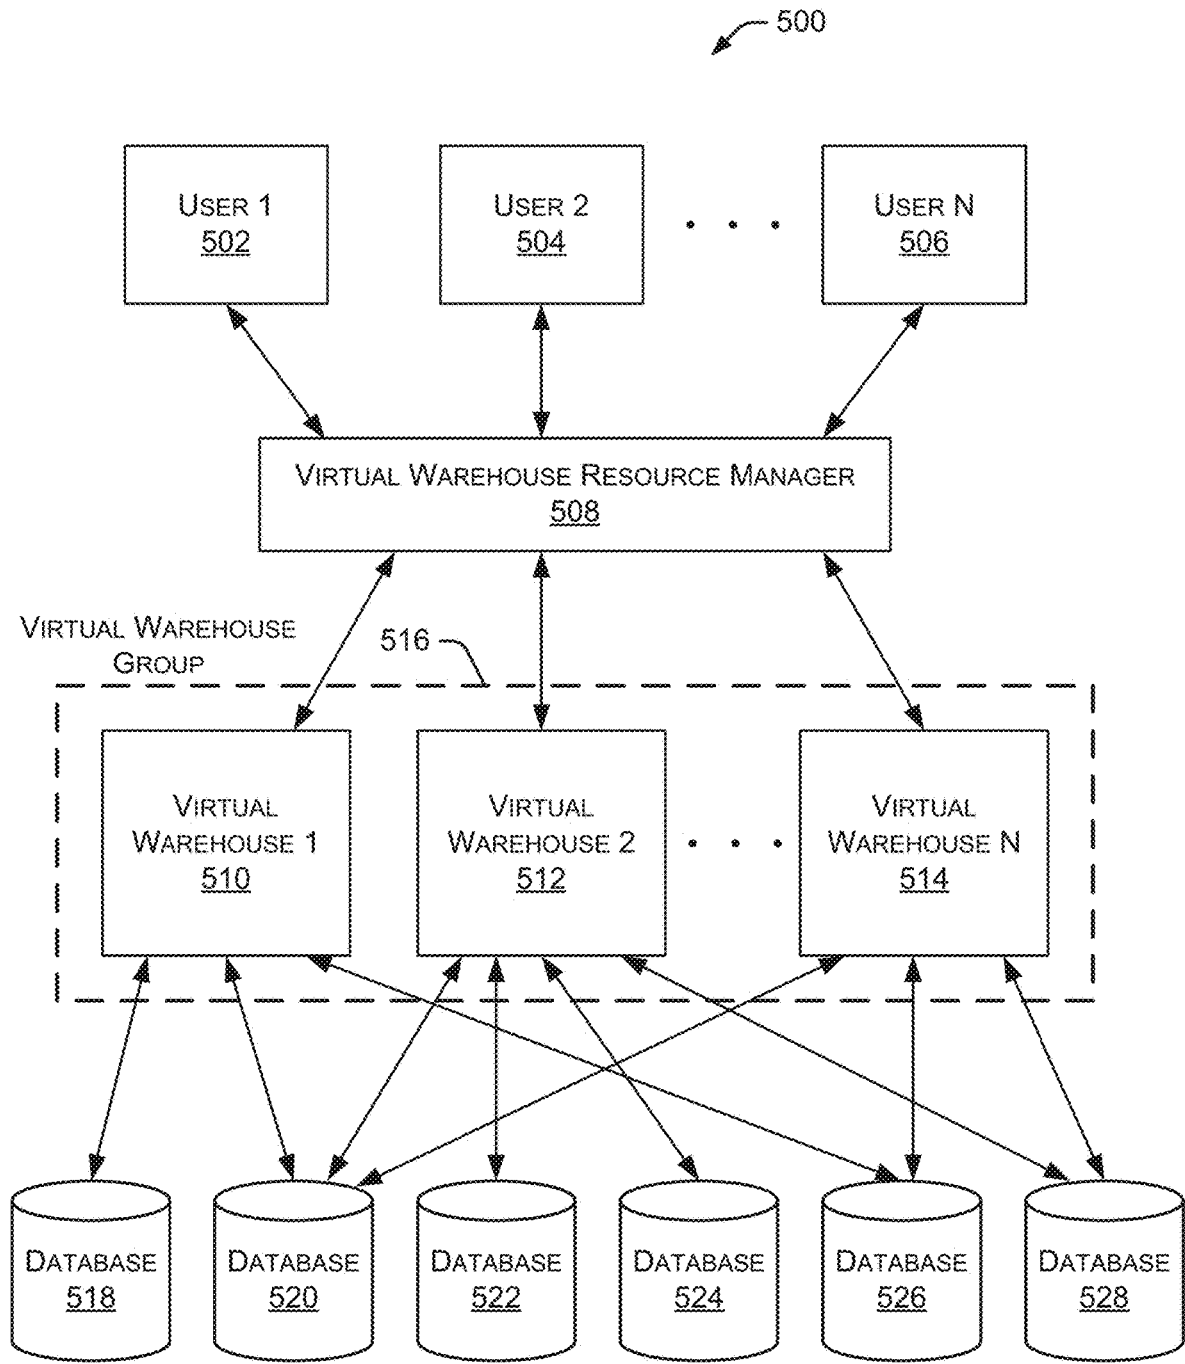 500
USER 1
502
USER 2
504
. . .
USER N
506
VIRTUAL WAREHOUSE RESOURCE MANAGER
508
VIRTUAL WAREHOUSE
GROUP
516
VIRTUAL
WAREHOUSE 1
510
VIRTUAL
WAREHOUSE 2
512
. . .
VIRTUAL
WAREHOUSE N
514
DATABASE
518
DATABASE
520
DATABASE
522
DATABASE
524
DATABASE
526
DATABASE
528